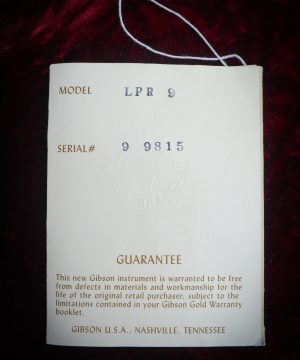 MODEL LPR 9
SERIAL# 9 9815
GUARANTEE
This new Gibson instrument is warranted to be free
from defects in materials and workmanship for the
life of the original retail purchaser, subject to the
limitations contained in your Gibson Gold Warranty
booklet.
GIBSON U.S.A., NASHVILLE, TENNESSEE